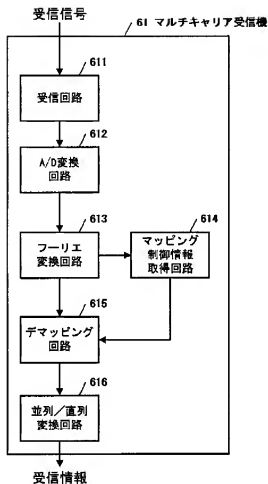 受信信号
61 マルチキャリア受信機
611
受信回路
612
A/D変換
回路
613
フーリエ
変換回路
614
マッピング
制御情報
取得回路
615
デマッピング
回路
616
並列／直列
変換回路
受信情報